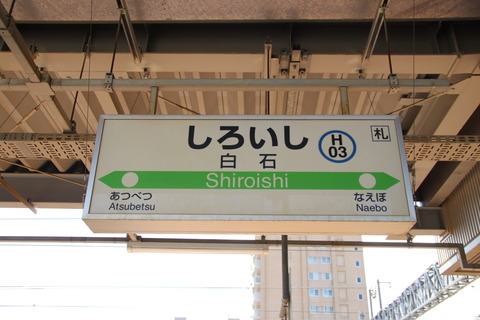 しろいし
白石
H
03
札
Shiroishi
あつべつ
Atsubetsu
なえぼ
Naebo